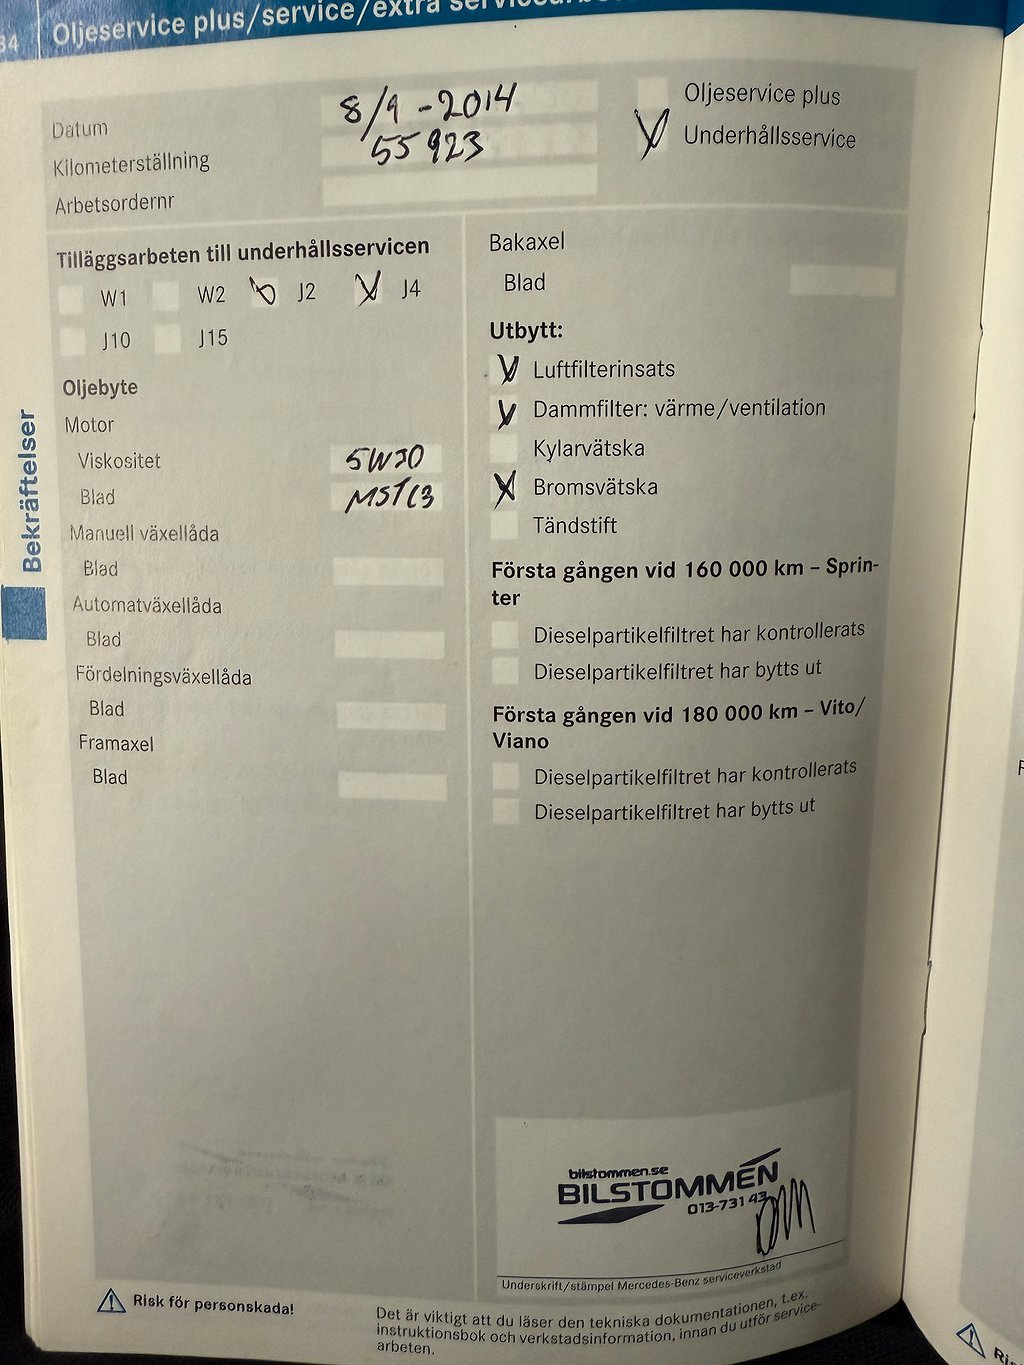 34 Oljeservice plus/service/extra
Datum 8/9 - 2014
Kilometerställning 55 923
Arbetsordernr
Oljeservice plus
Underhållsservice
Tilläggsarbeten till underhållsservicen
W1 W2 J2 J4
J10 J15
Oljebyte
Motor
Viskositet 5W30
Blad
Manuell växellåda
Blad
Automatväxellåda
Blad
Fördelningsväxellåda
Blad
Framaxel
Blad
Bakaxel
Blad
Utbytt:
Luftfilterinsats
Dammfilter: värme/ventilation
Kylarvätska
Bromsvätska
Tändstift
Första gången vid 160 000 km – Sprin-
ter
Dieselpartikelfiltret har kontrollerats
Dieselpartikelfiltret har bytts ut
Första gången vid 180 000 km – Vito/
Viano
Dieselpartikelfiltret har kontrollerats
Dieselpartikelfiltret har bytts ut
Bekräftelser
bilstommen.se
BILSTOMMEN
013-731 43
Underskrift/stämpel Mercedes-Benz serviceverkstad
Risk för personskada!
Det är viktigt att du läser den tekniska dokumentationen, t.ex.
instruktionsbok och verkstadsinformation, innan du utför service-
arbeten.